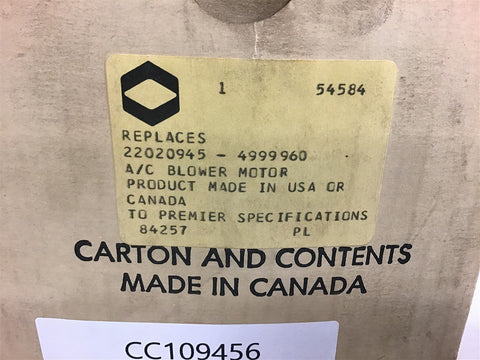 1 54584
REPLACES
22020945 - 4999960
A/C BLOWER MOTOR
PRODUCT MADE IN USA OR
CANADA
TO PREMIER SPECIFICATIONS
84257 PL
CARTON AND CONTENTS
MADE IN CANADA
CC109456